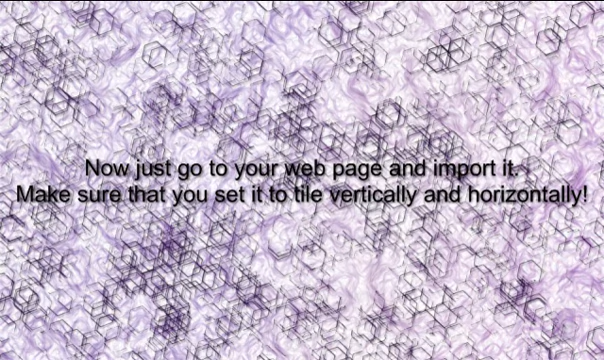 Now just go to your web page and import it.
Make sure that you set it to tile vertically and horizontally!